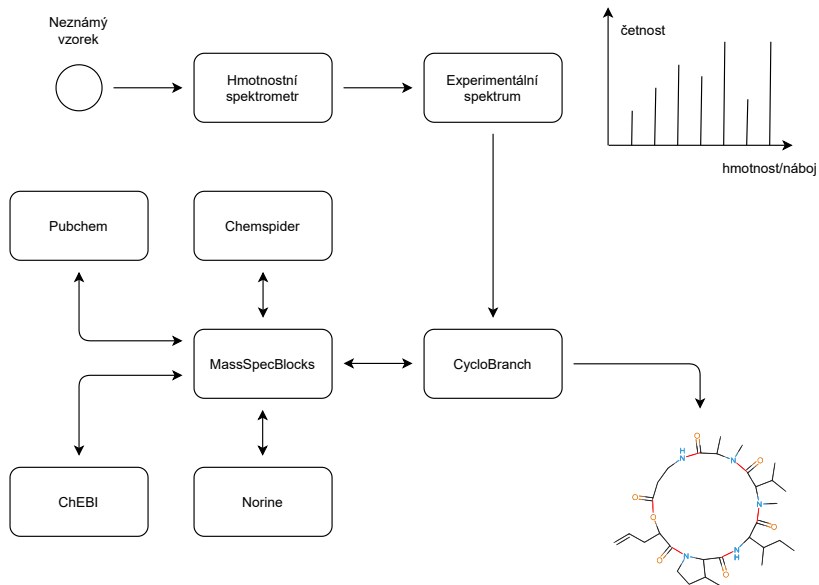 Neznámý
vzorek
Hmotnostní
spektrometr
Experimentální
spektrum
četnost
hmotnost/náboj
Pubchem
Chemspider
MassSpecBlocks
CycloBranch
ChEBI
Norine
H
N
O
N
O
N
O
N
H
O
N
O
O
O